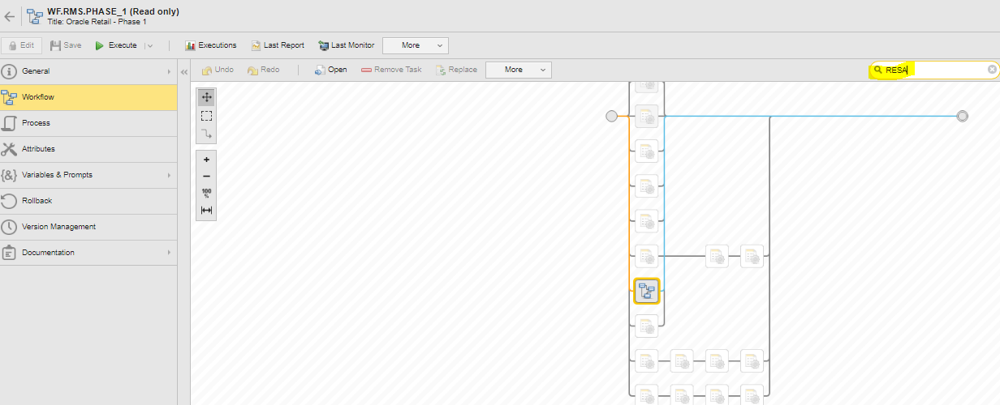 WF.RMS.PHASE_1 (Read only)
Title: Oracle Retail - Phase 1
Edit Save Execute Executions Last Report Last Monitor More
General
Undo Redo Open Remove Task Replace More RESA
Workflow
Process
Attributes
{&} Variables & Prompts
100
%
Rollback
Version Management
Documentation